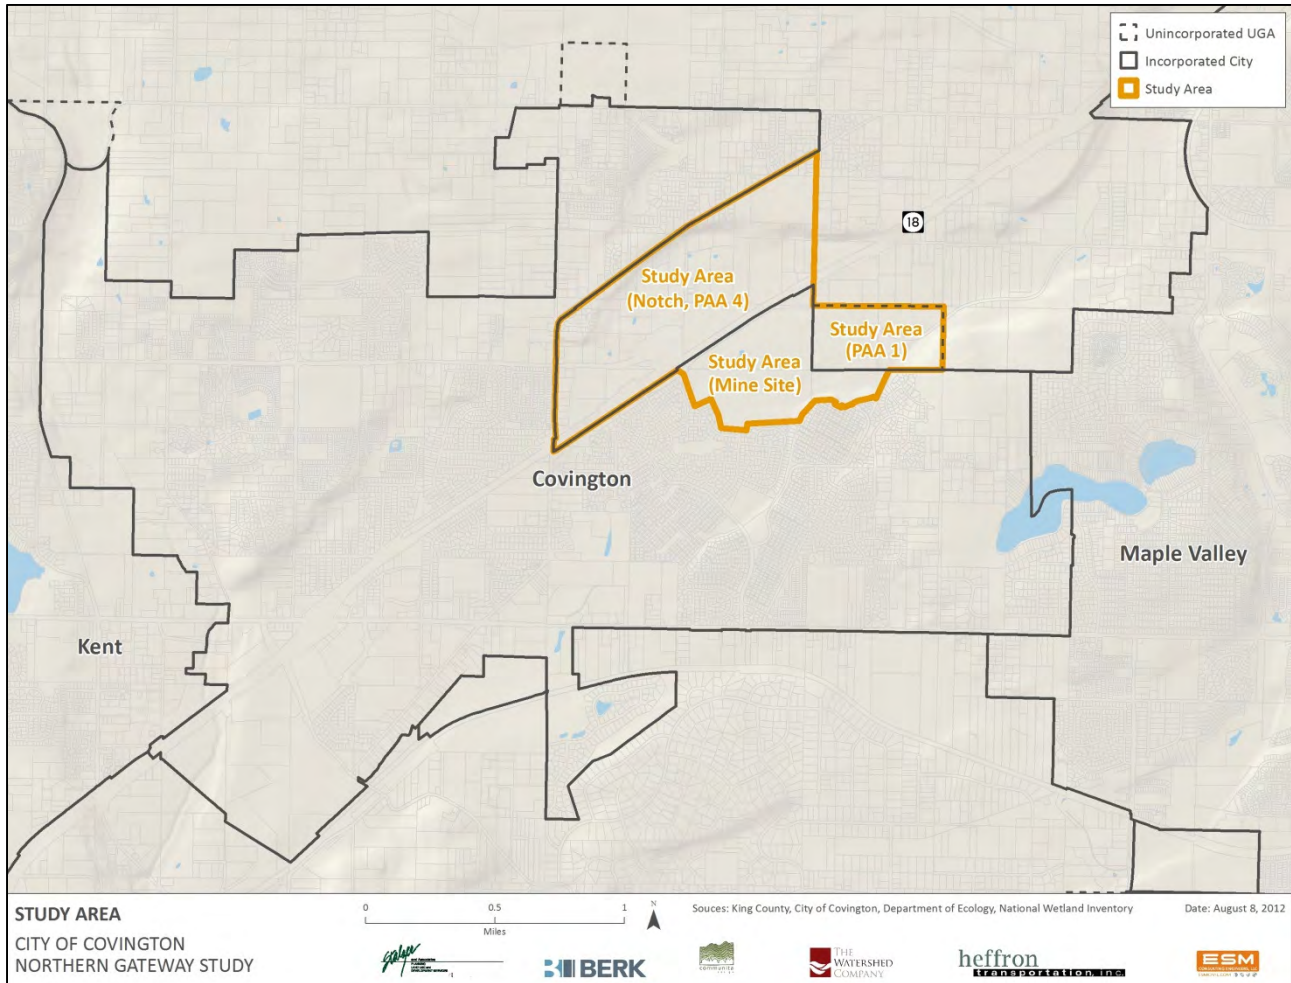 Unincorporated UGA
Incorporated City
Study Area
18
Study Area
(Notch, PAA 4)
Study Area
(PAA 1)
Study Area
(Mine Site)
Covington
Maple Valley
Kent
STUDY AREA
CITY OF COVINGTON
NORTHERN GATEWAY STUDY
0
0.5
1
Miles
N
Souces: King County, City of Covington, Department of Ecology, National Wetland Inventory
Date: August 8, 2012
BERK
THE
WATERSHED
COMPANY
heffron
transportation, inc.
ESM